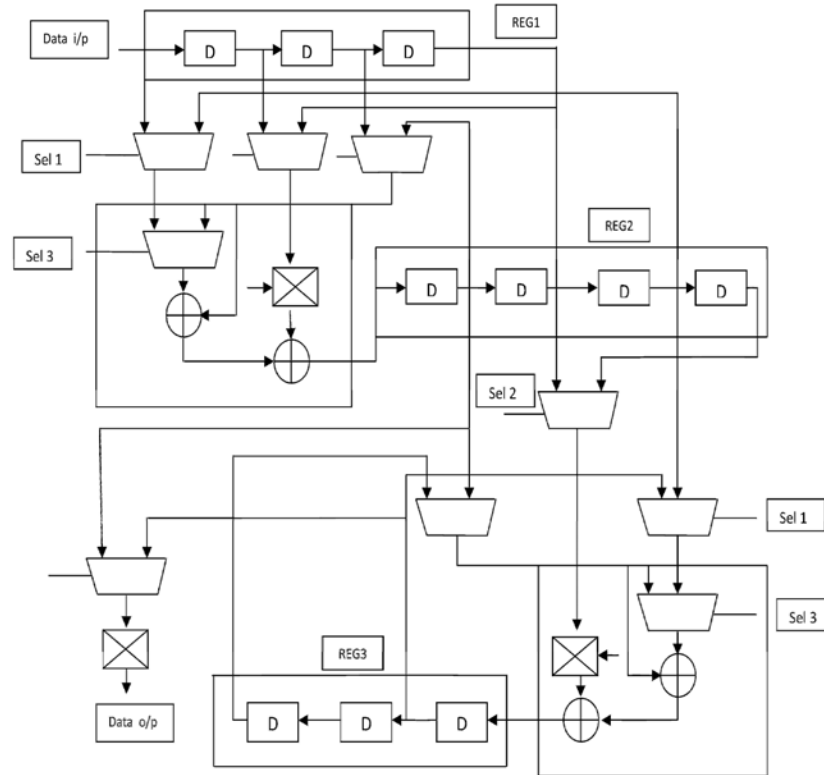 Data i/p
D
D
D
REG1
Sel 1
Sel 3
REG2
D
D
D
D
Sel 2
Sel 1
Sel 3
REG3
D
D
D
Data o/p